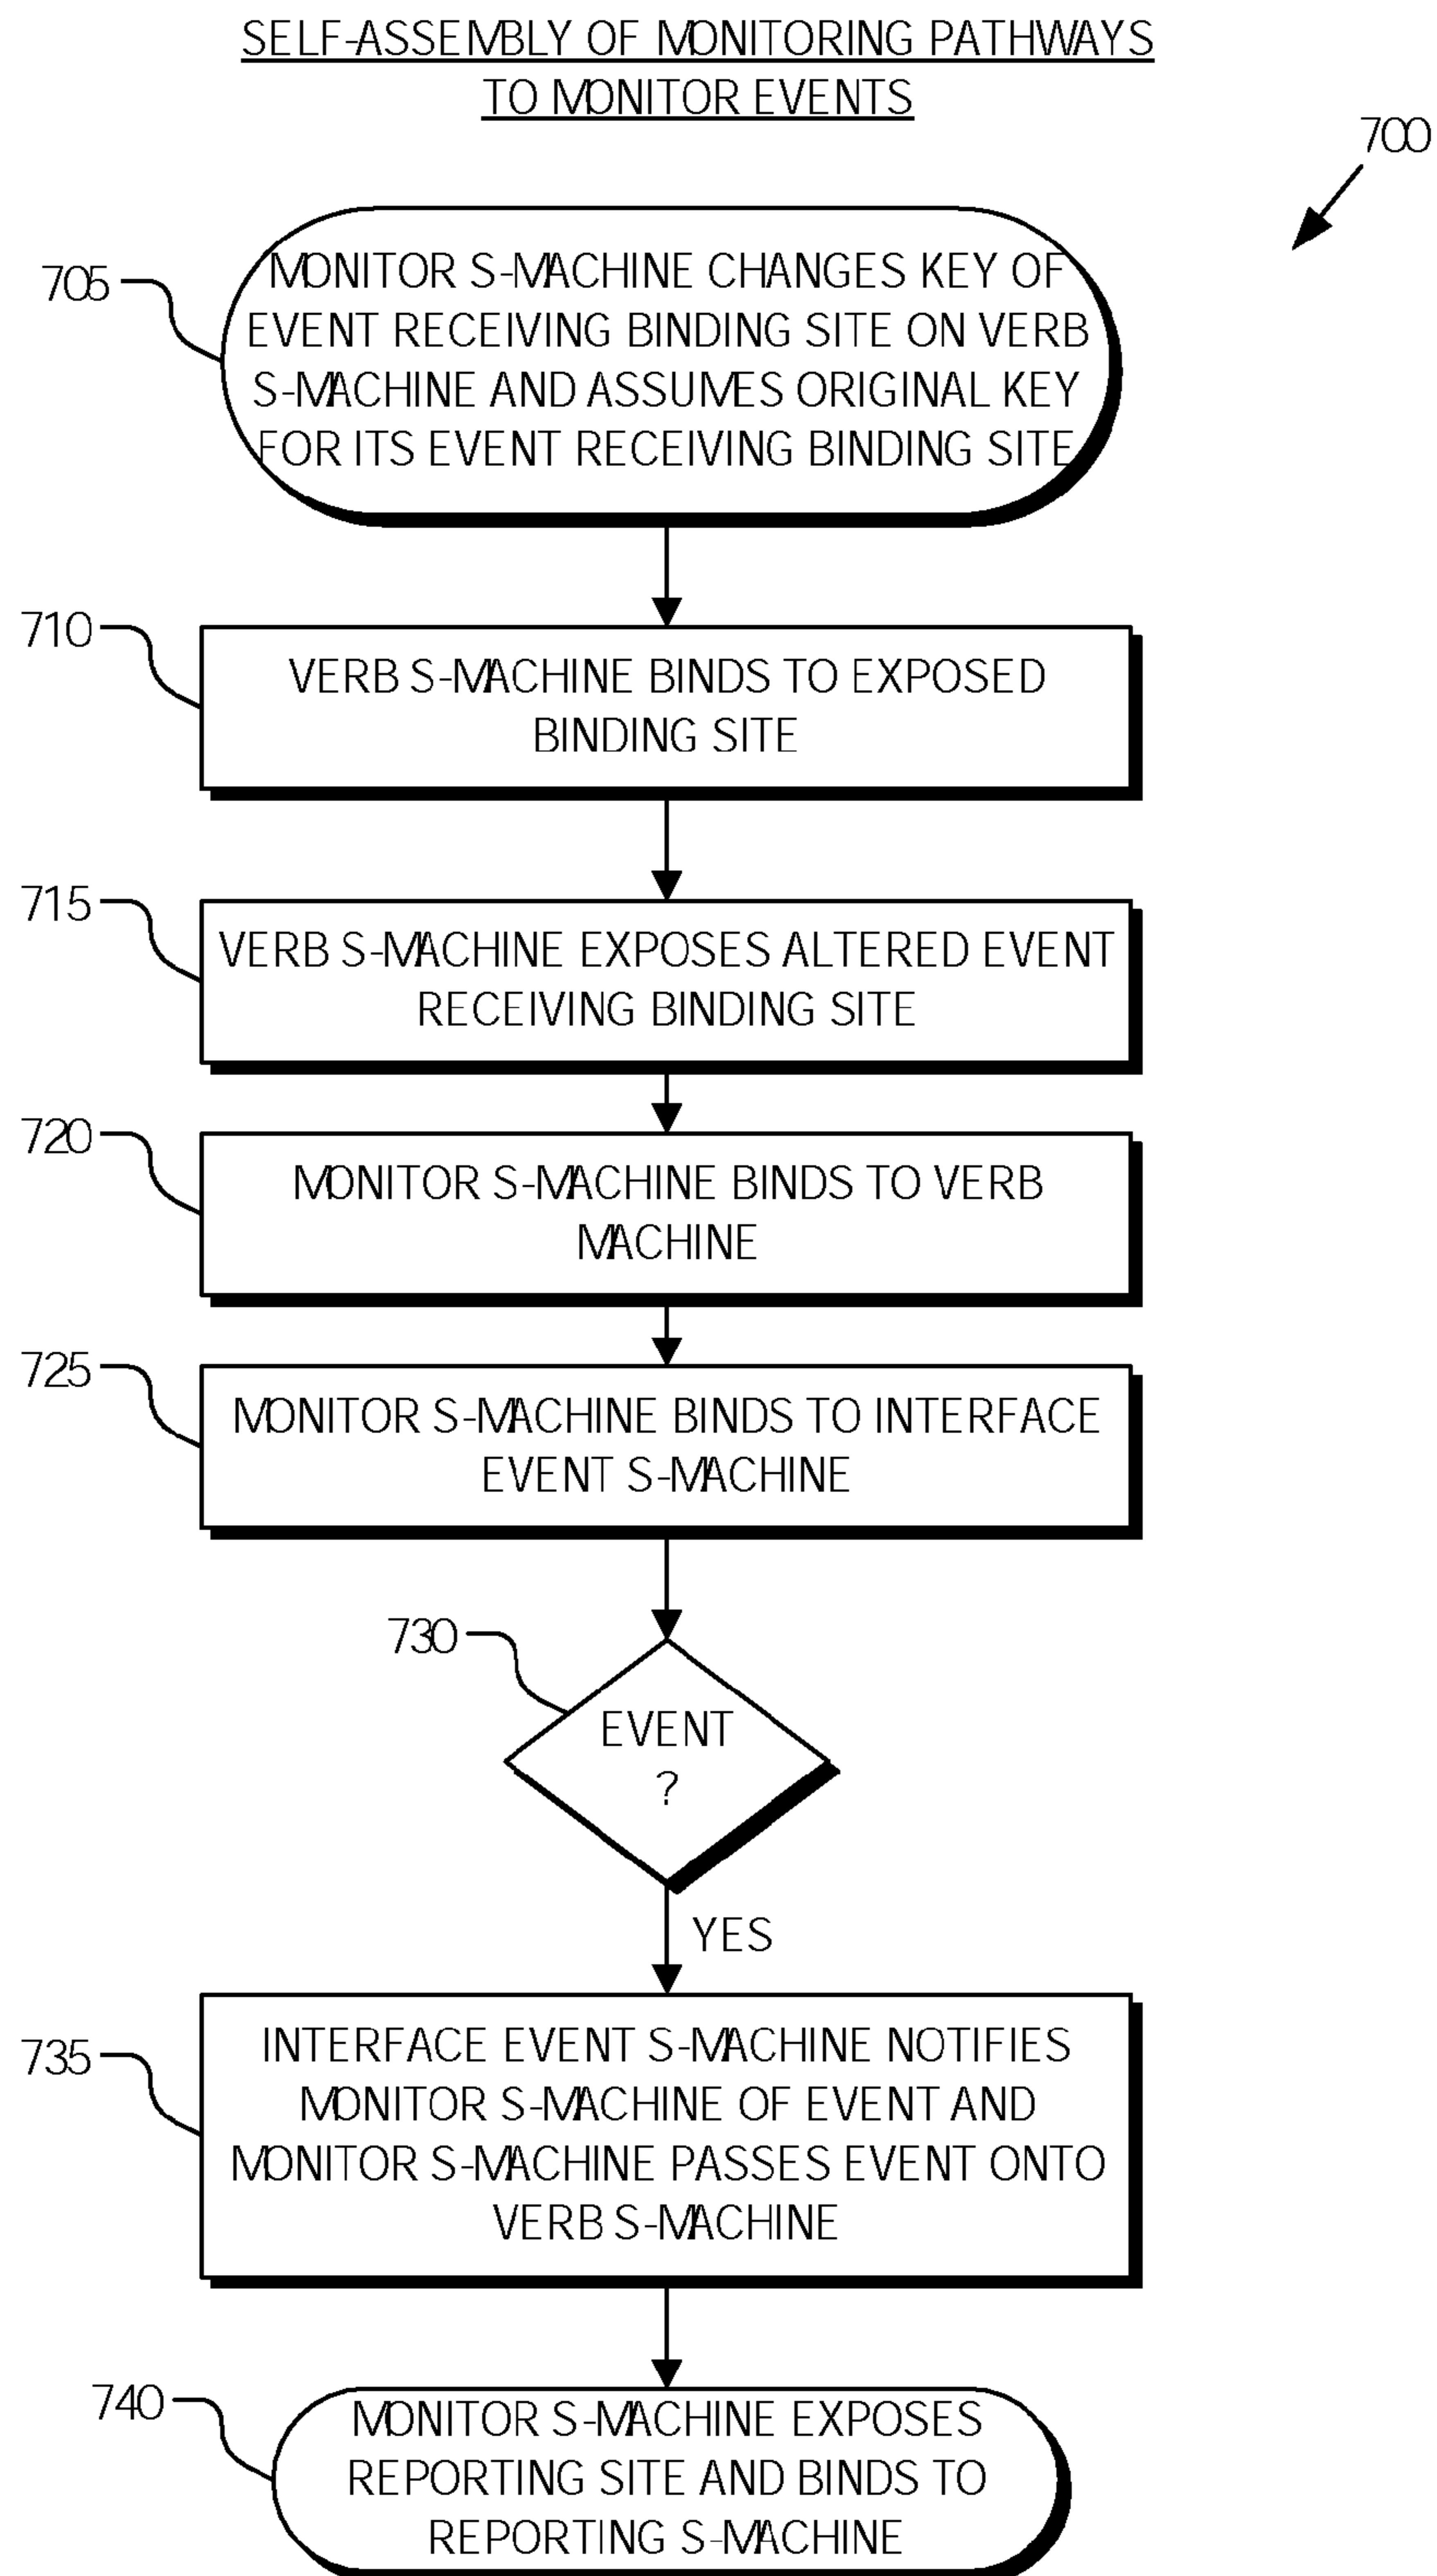 SELF-ASSEMBLY OF MONITORING PATHWAYS
TO MONITOR EVENTS
700
705
MONITOR S-MACHINE CHANGES KEY OF
EVENT RECEIVING BINDING SITE ON VERB
S-MACHINE AND ASSUMES ORIGINAL KEY
FOR ITS EVENT RECEIVING BINDING SITE
710
VERB S-MACHINE BINDS TO EXPOSED
BINDING SITE
715
VERB S-MACHINE EXPOSES ALTERED EVENT
RECEIVING BINDING SITE
720
MONITOR S-MACHINE BINDS TO VERB
MACHINE
725
MONITOR S-MACHINE BINDS TO INTERFACE
EVENT S-MACHINE
730
EVENT
?
YES
735
INTERFACE EVENT S-MACHINE NOTIFIES
MONITOR S-MACHINE OF EVENT AND
MONITOR S-MACHINE PASSES EVENT ONTO
VERB S-MACHINE
740
MONITOR S-MACHINE EXPOSES
REPORTING SITE AND BINDS TO
REPORTING S-MACHINE